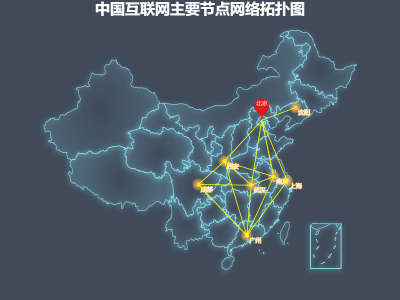 中国互联网主要节点网络拓扑图
北京
沈阳
西安
成都
武汉
南京
上海
广州